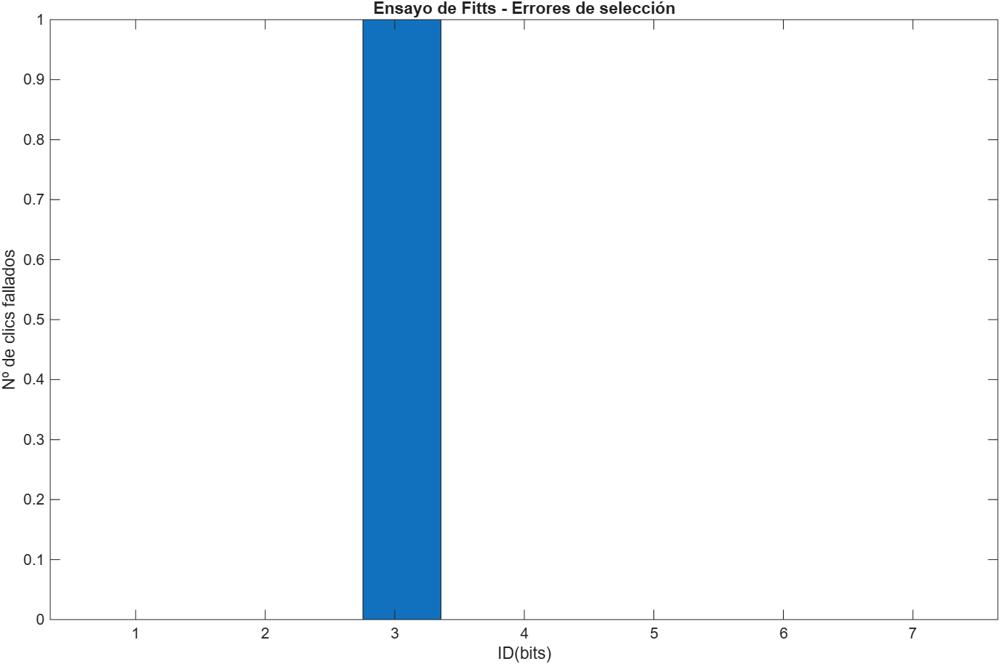 Ensayo de Fitts - Errores de selección
1
0.9
0.8
0.7
0.6
0.5
0.4
0.3
0.2
0.1
0
Nº de clics fallados
1 2 3 4 5 6 7
ID(bits)